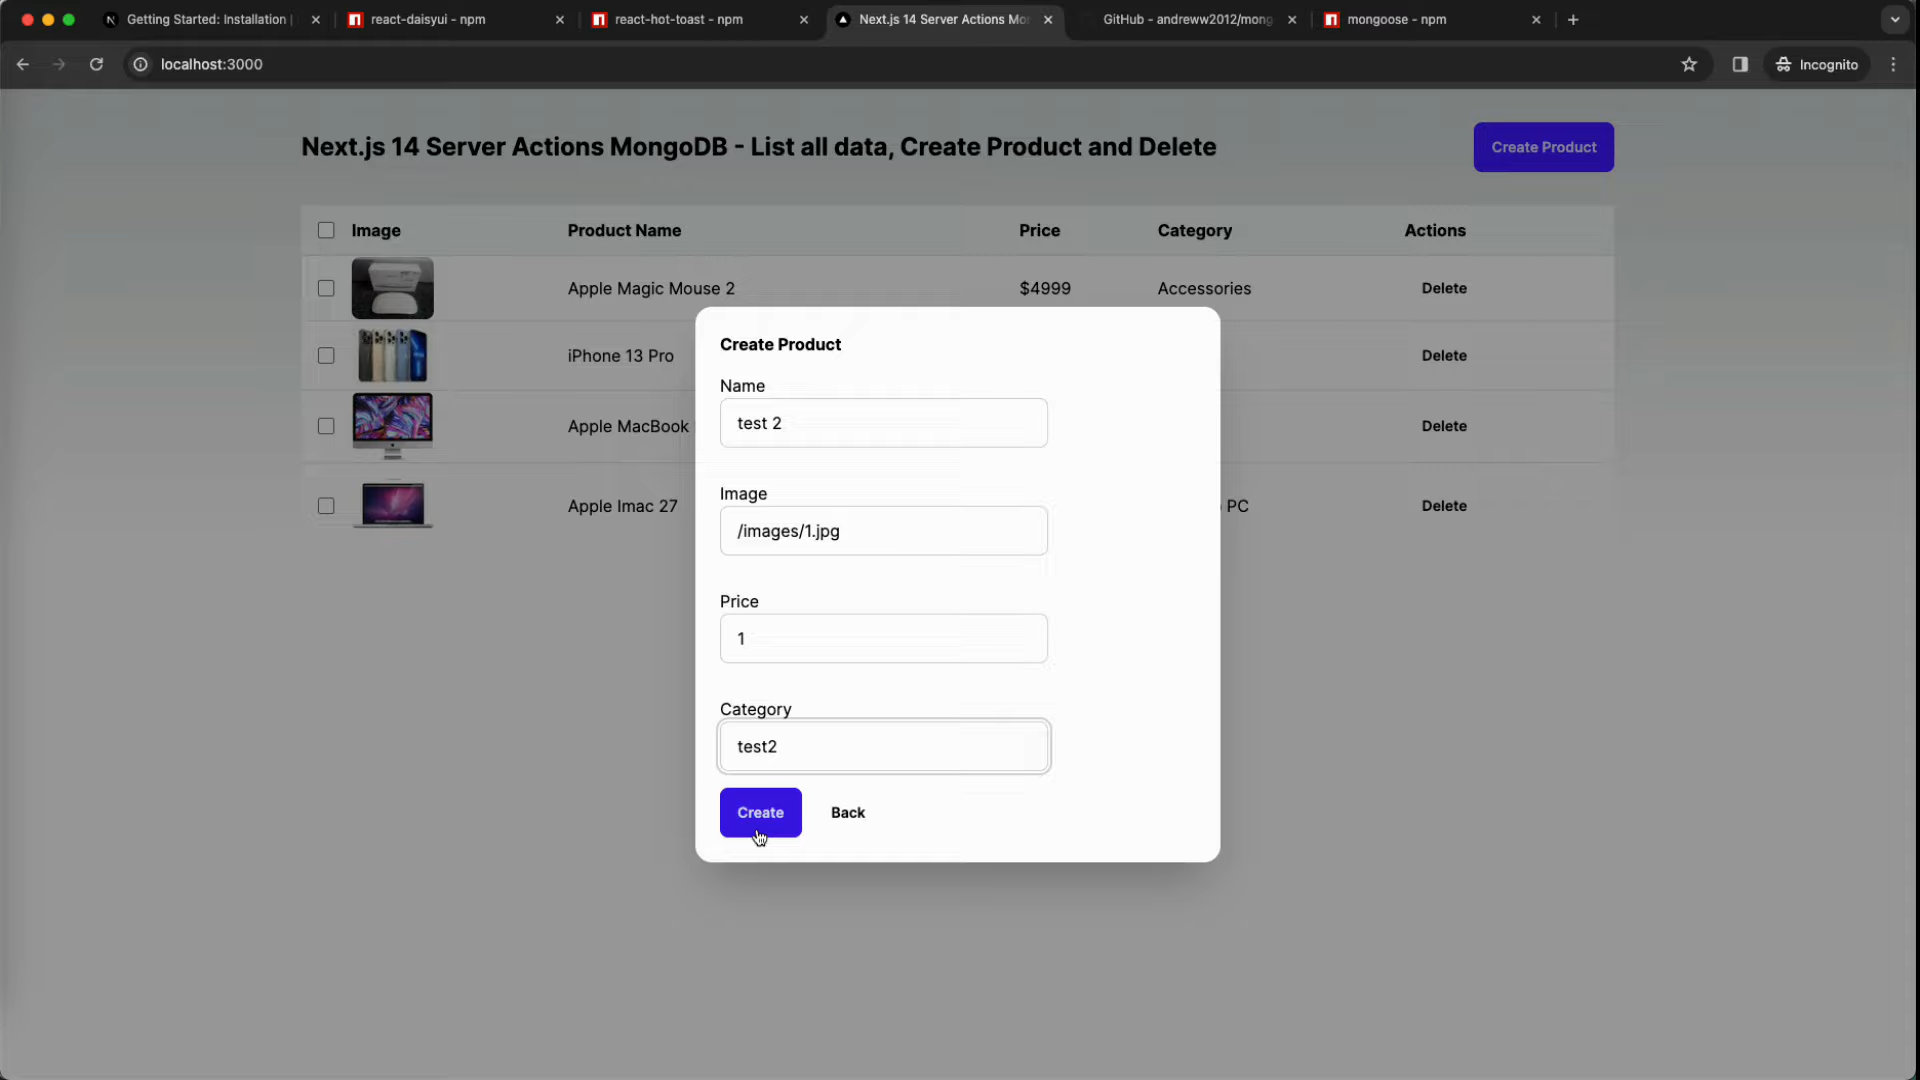 Getting Started: Installation
react-daisyui - npm
react-hot-toast - npm
Next.js 14 Server Actions Mo
GitHub - andreww2012/mong
mongoose - npm
localhost:3000
Incognito
Next.js 14 Server Actions MongoDB - List all data, Create Product and Delete
Create Product
Image Product Name Price Category Actions
Apple Magic Mouse 2 $4999 Accessories Delete
iPhone 13 Pro Delete
Apple MacBook Delete
Apple Imac 27 PC Delete
Create Product
Name
test 2
Image
/images/1.jpg
Price
1
Category
test2
Create Back